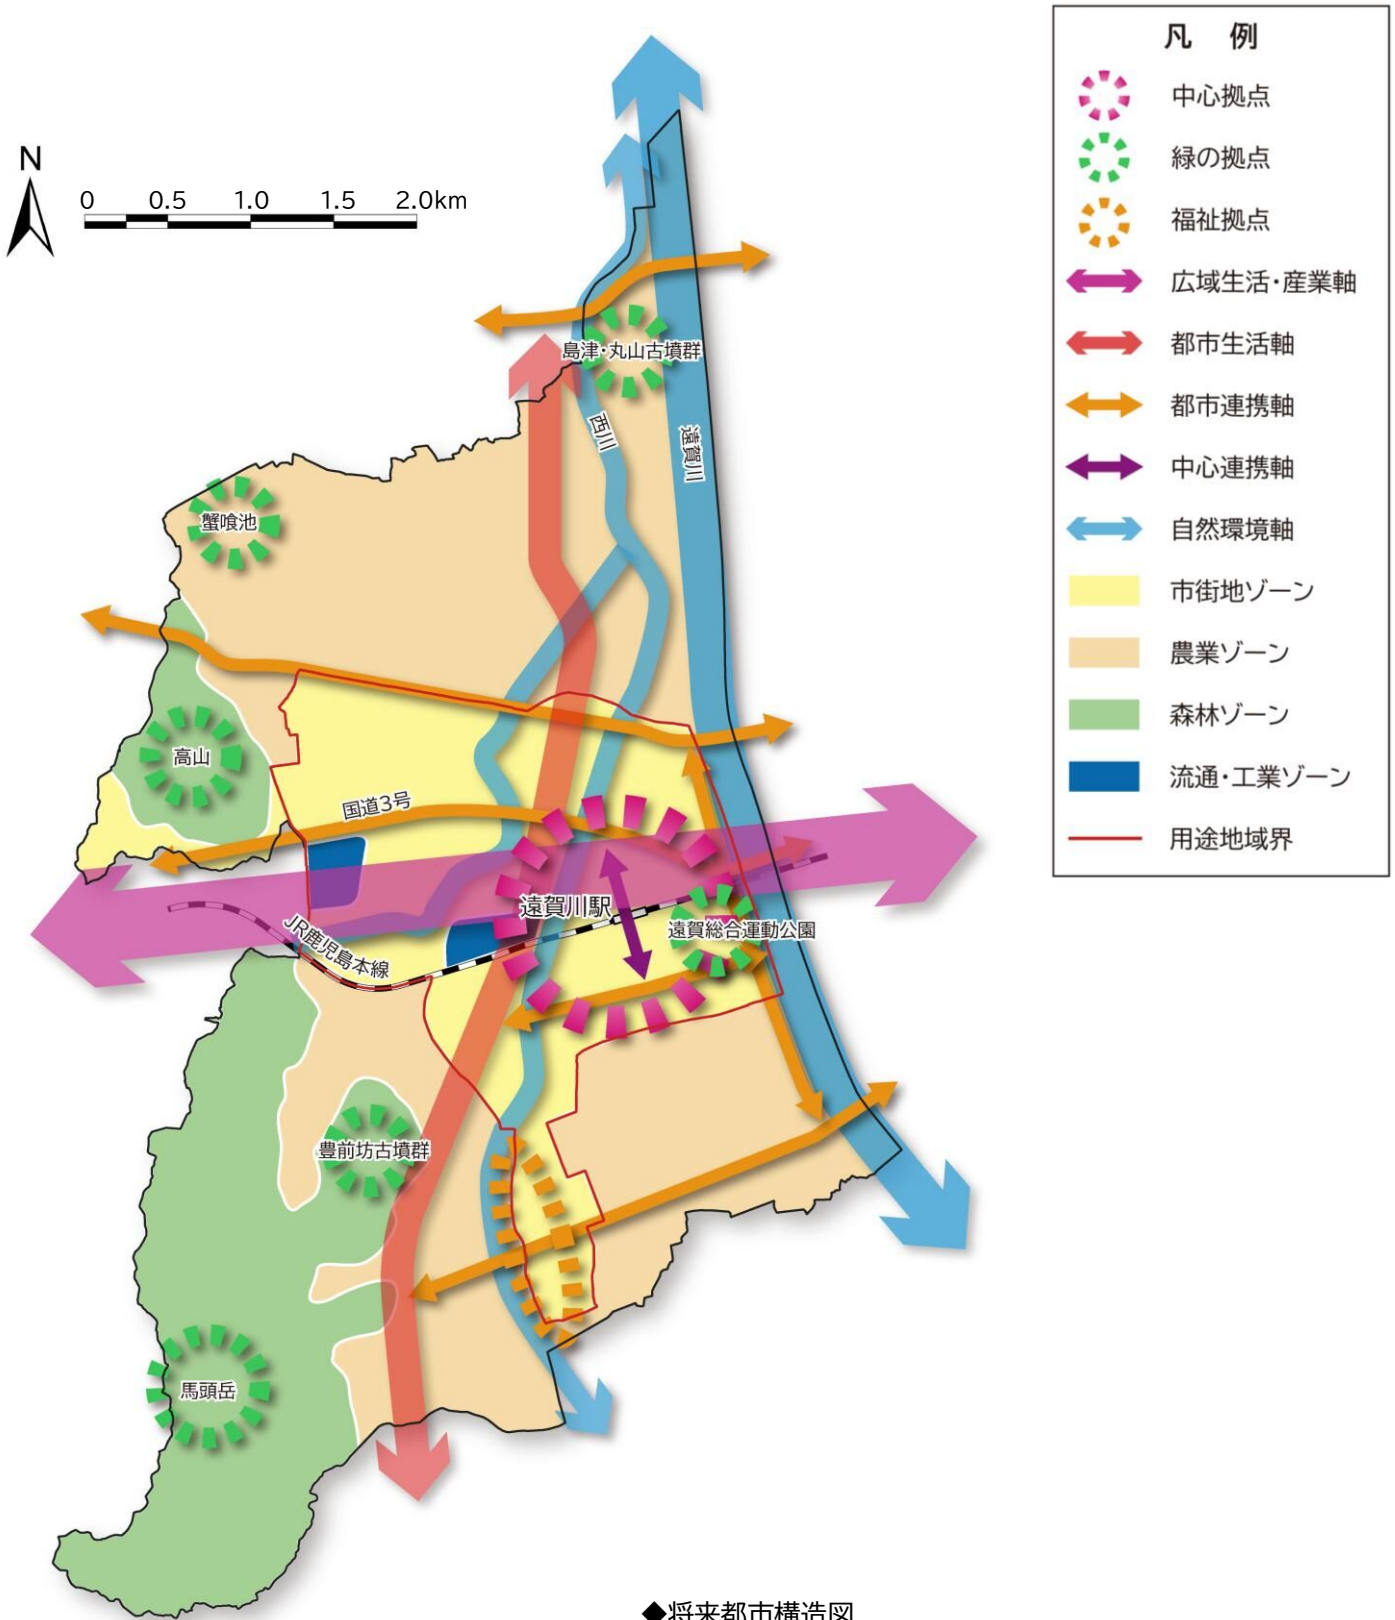 N
0 0.5 1.0 1.5 2.0km
凡 例
中心拠点
緑の拠点
福祉拠点
広域生活・産業軸
都市生活軸
都市連携軸
中心連携軸
自然環境軸
市街地ゾーン
農業ゾーン
森林ゾーン
流通・工業ゾーン
用途地域界
島津・丸山古墳群
西川
遠賀川
蟹喰池
高山
国道3号
遠賀川駅
遠賀総合運動公園
JR鹿児島本線
豊前坊古墳群
馬頭岳
◆将来都市構造図